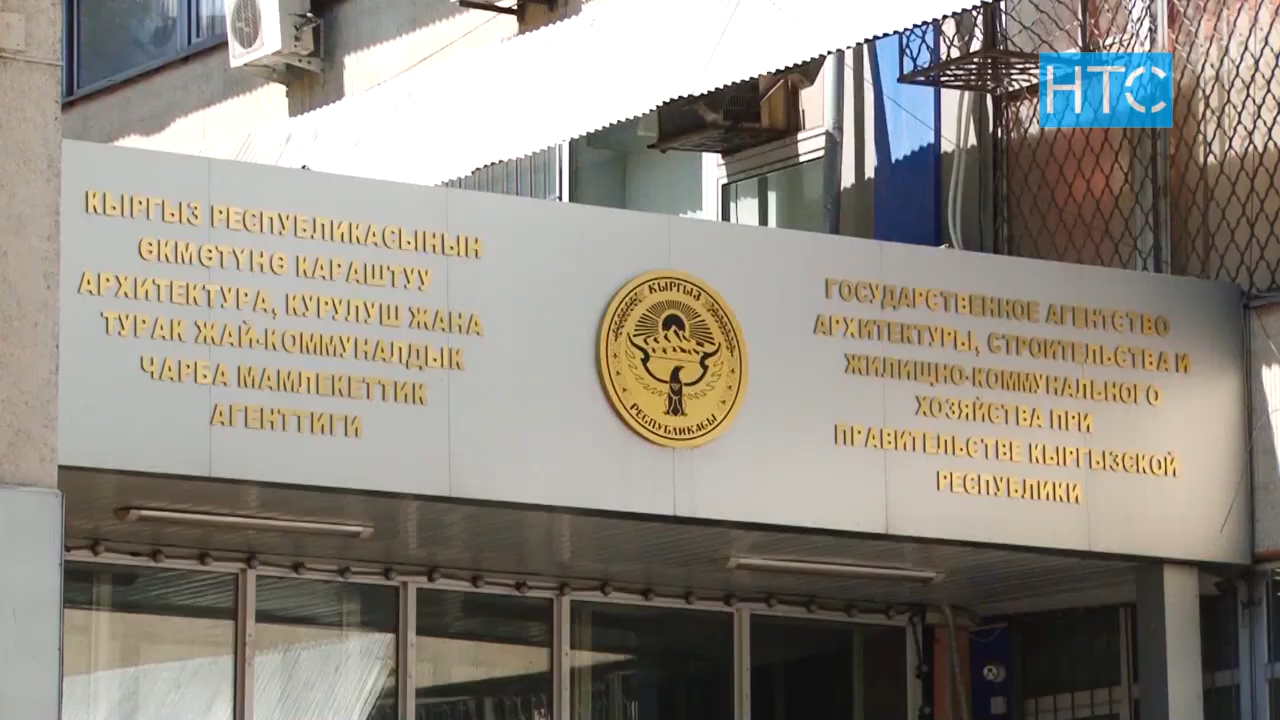 НТС
КЫРГЫЗ РЕСПУБЛИКАСЫНЫН
ӨКМӨТҮНӨ КАРАШТУУ
АРХИТЕКТУРА, КУРУЛУШ ЖАНА
ТУРАК ЖАЙ-КОММУНАЛДЫК
ЧАРБА МАМЛЕКЕТТИК
АГЕНТТИГИ
КЫРГЫЗ
РЕСПУБЛИКАСЫ
ГОСУДАРСТВЕННОЕ АГЕНТСТВО
АРХИТЕКТУРЫ, СТРОИТЕЛЬСТВА И
ЖИЛИЩНО-КОММУНАЛЬНОГО
ХОЗЯЙСТВА ПРИ
ПРАВИТЕЛЬСТВЕ КЫРГЫЗСКОЙ
РЕСПУБЛИКИ